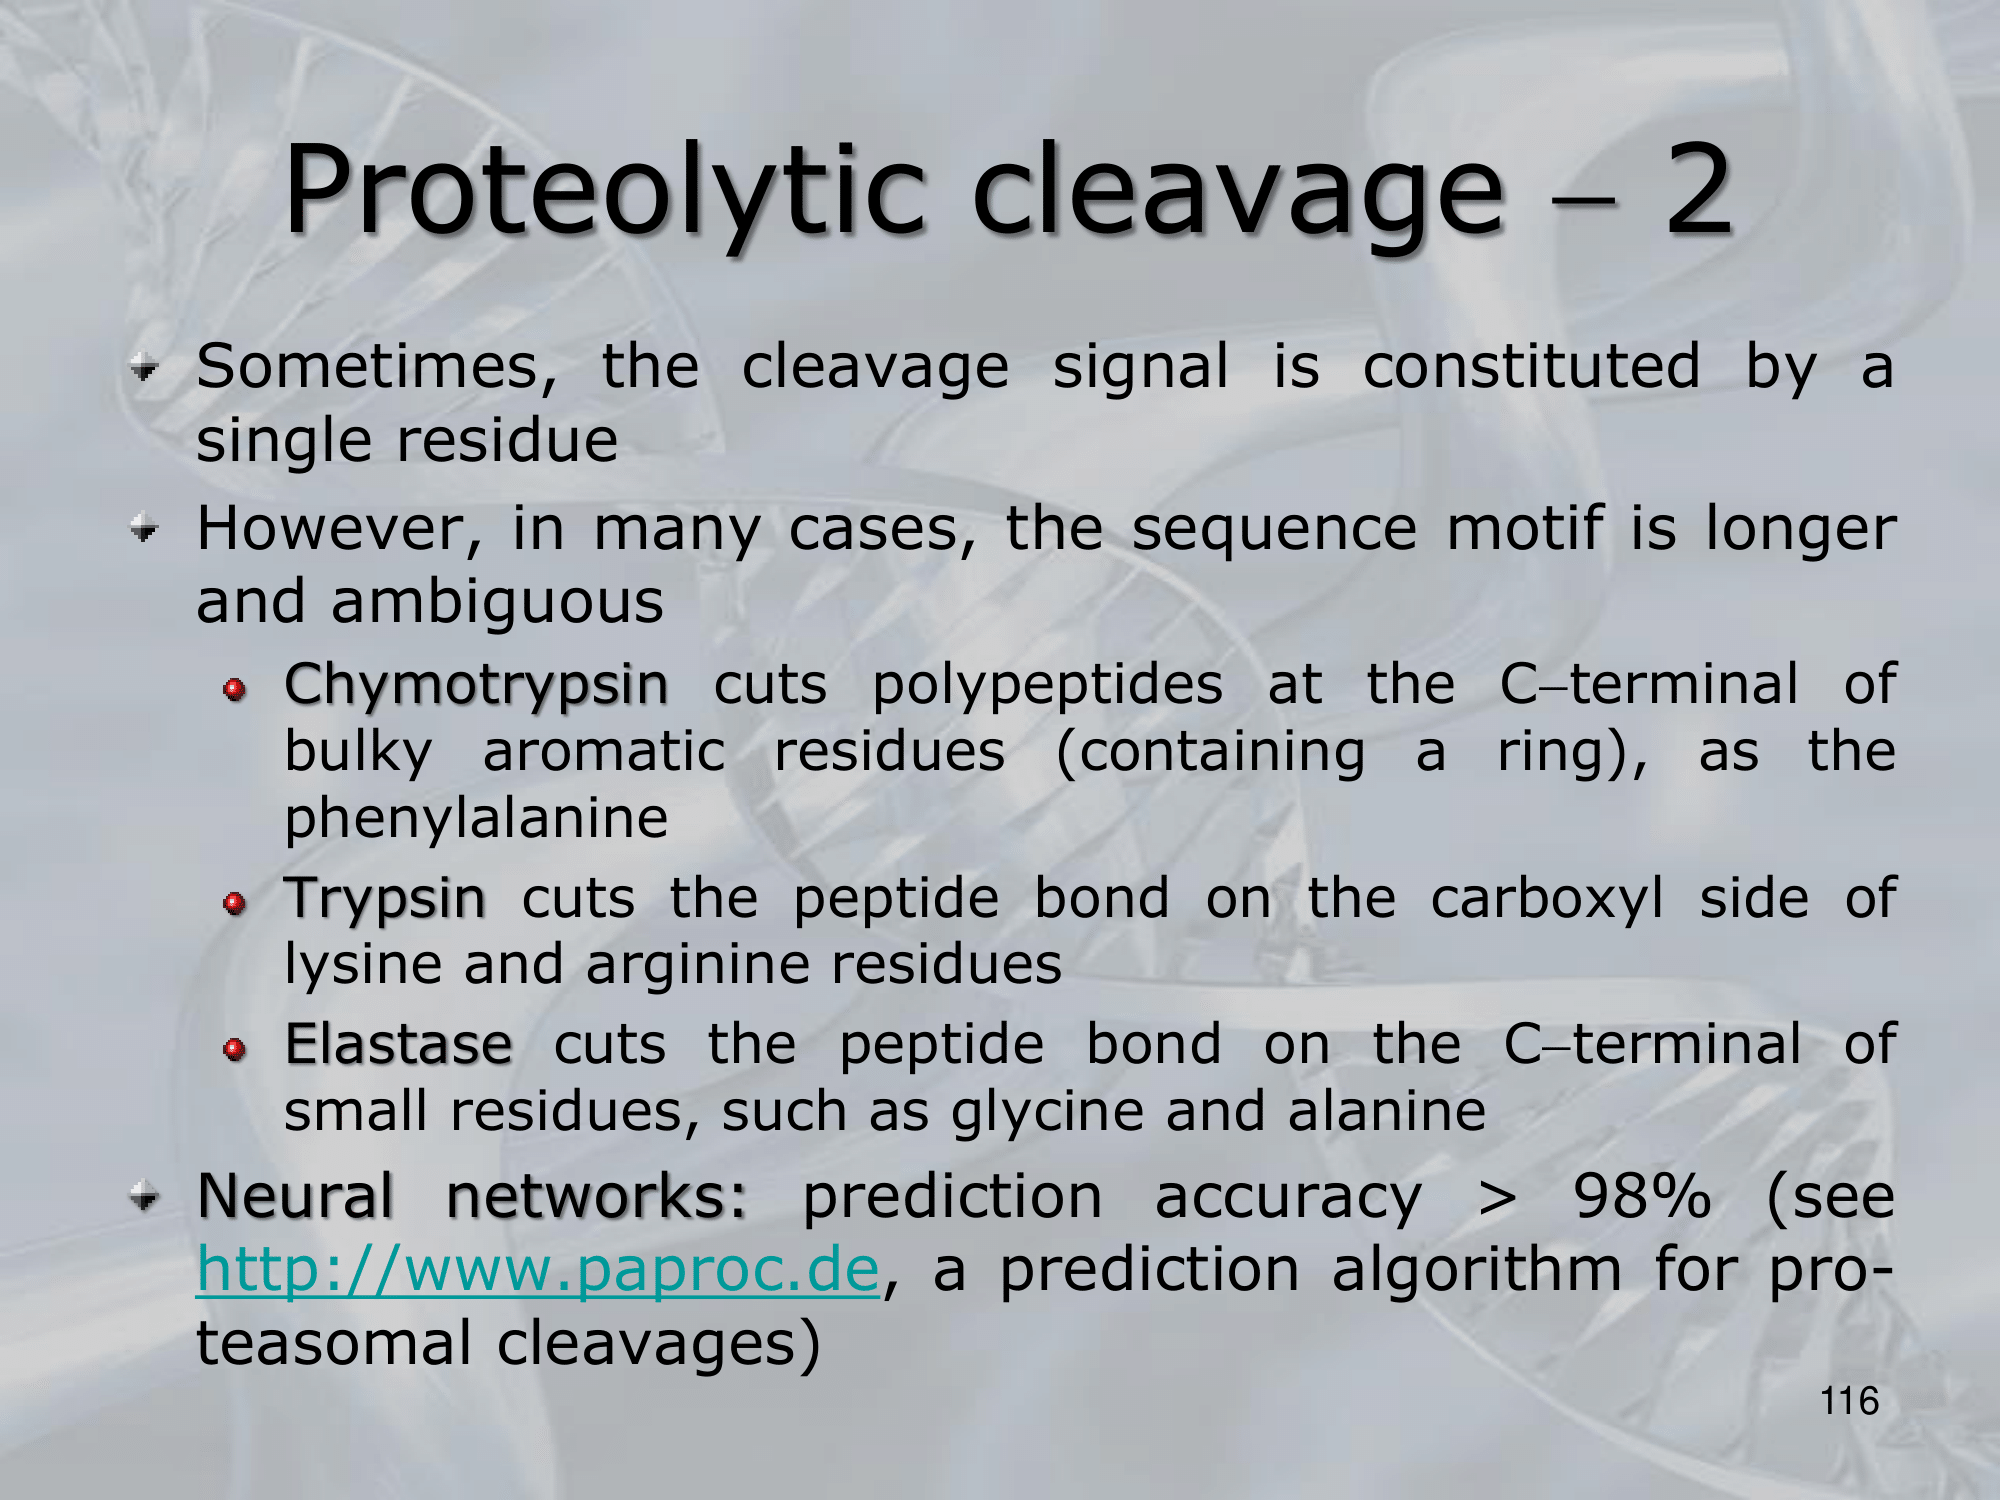 Proteolytic cleavage – 2
Sometimes, the cleavage signal is constituted by a
single residue
However, in many cases, the sequence motif is longer
and ambiguous
Chymotrypsin cuts polypeptides at the C–terminal of
bulky aromatic residues (containing a ring), as the
phenylalanine
Trypsin cuts the peptide bond on the carboxyl side of
lysine and arginine residues
Elastase cuts the peptide bond on the C–terminal of
small residues, such as glycine and alanine
Neural networks: prediction accuracy > 98% (see
http://www.paproc.de, a prediction algorithm for pro-
teasomal cleavages)
116